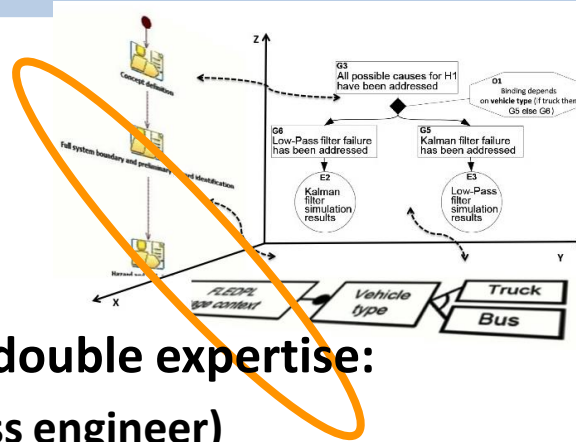 Z
Concept definition
Full system boundary and preliminary
identification
G3
All possible causes for H1
have been addressed
O1
Binding depends
on vehicle type (if truck then
G5 else G6)
G6
Low-Pass filter failure
has been addressed
G5
Kalman filter failure
has been addressed
E2
Kalman
filter
simulation
results
E3
Low-Pass
filter
simulation
results
Y
X
FLEDPL
context
Vehicle
type
Truck
Bus
double expertise:
engineer)